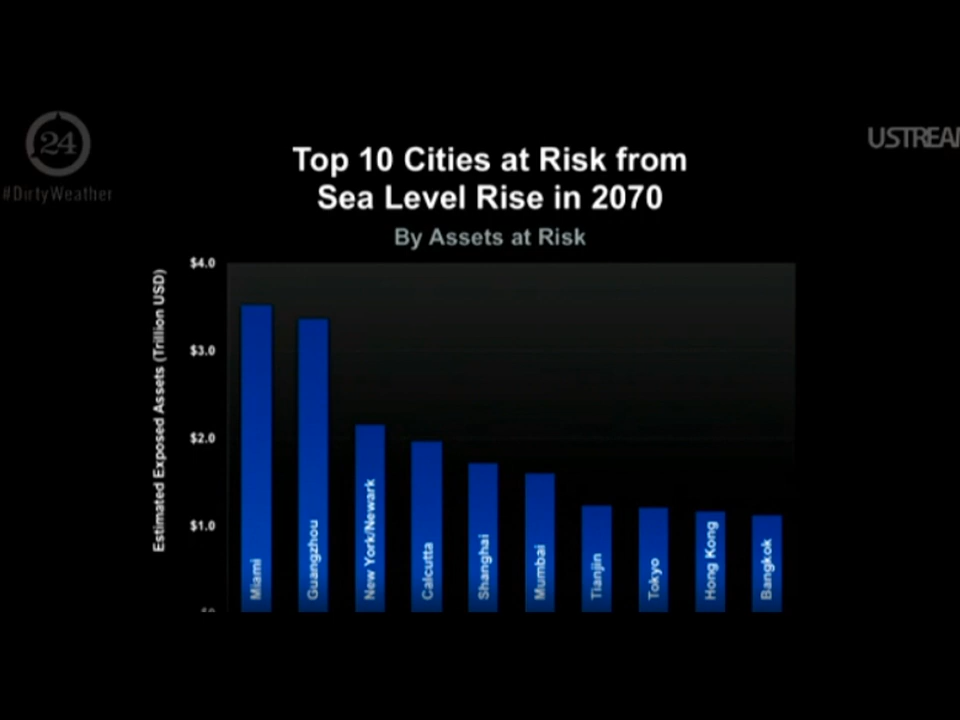 24
#DirtyWeather
USTREA
Top 10 Cities at Risk from
Sea Level Rise in 2070
By Assets at Risk
Estimated Exposed Assets (Trillion USD)
$4.0
$3.0
$2.0
$1.0
Miami
Guangzhou
New York/Newark
Calcutta
Shanghai
Mumbai
Tianjin
Tokyo
Hong Kong
Bangkok